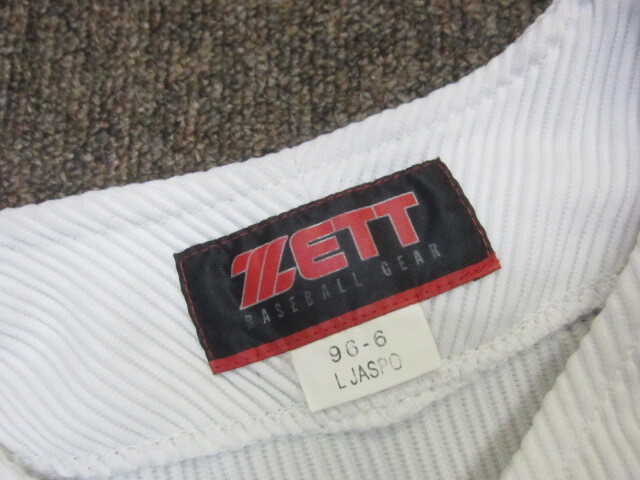 ZETT
BASEBALL GEAR
96-6
L JASPO